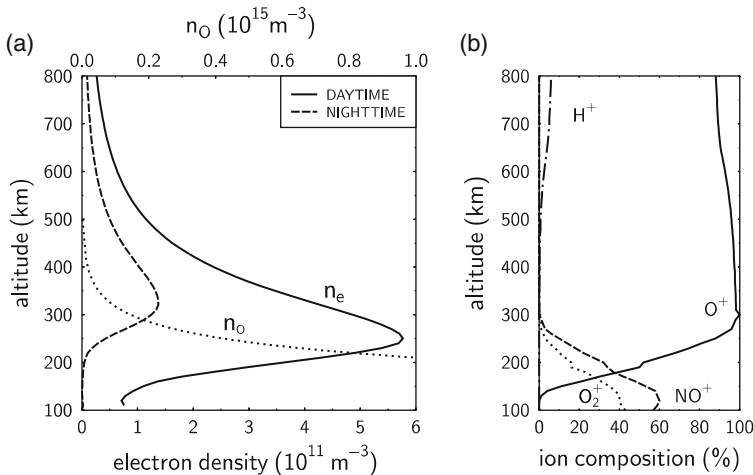 (a)
n_O (10^15 m^-3)
0.0 0.2 0.4 0.6 0.8 1.0
DAYTIME
NIGHTTIME
800
700
600
500
400
300
200
100
altitude (km)
n_e
n_O
0 1 2 3 4 5 6
electron density (10^11 m^-3)
(b)
800
700
600
500
400
300
200
100
altitude (km)
H^+
O^+
O_2^+
NO^+
0 20 40 60 80 100
ion composition (%)